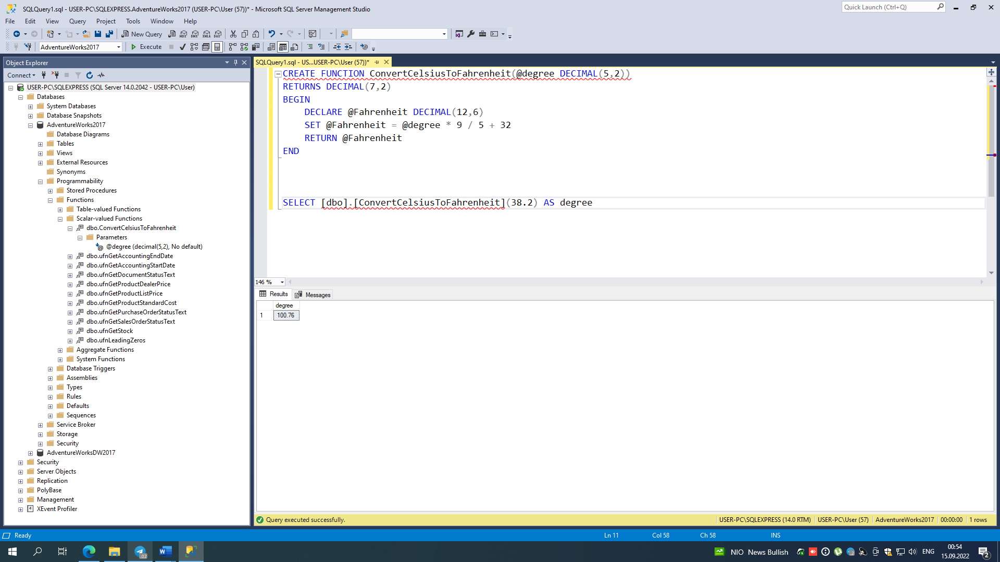 SQLQuery1.sql - USER-PC\SQLEXPRESS.AdventureWorks2017 (USER-PC\User (57))* - Microsoft SQL Server Management Studio
Quick Launch (Ctrl+Q)
File Edit View Query Project Tools Window Help
New Query
MDX DMX XMLA DAX
AdventureWorks2017
Execute
Object Explorer
Connect
USER-PC\SQLEXPRESS (SQL Server 14.0.2042 - USER-PC\User)
Databases
System Databases
Database Snapshots
AdventureWorks2017
Database Diagrams
Tables
Views
External Resources
Synonyms
Programmability
Stored Procedures
Functions
Table-valued Functions
Scalar-valued Functions
dbo.ConvertCelsiusToFahrenheit
Parameters
@degree (decimal(5,2), No default)
dbo.ufnGetAccountingEndDate
dbo.ufnGetAccountingStartDate
dbo.ufnGetDocumentStatusText
dbo.ufnGetProductDealerPrice
dbo.ufnGetProductListPrice
dbo.ufnGetProductStandardCost
dbo.ufnGetPurchaseOrderStatusText
dbo.ufnGetSalesOrderStatusText
dbo.ufnGetStock
dbo.ufnLeadingZeros
Aggregate Functions
System Functions
Database Triggers
Assemblies
Types
Rules
Defaults
Sequences
Service Broker
Storage
Security
AdventureWorksDW2017
Security
Server Objects
Replication
PolyBase
Management
XEvent Profiler
SQLQuery1.sql - US...USER-PC\User (57))*
CREATE FUNCTION ConvertCelsiusToFahrenheit(@degree DECIMAL(5,2))
RETURNS DECIMAL(7,2)
BEGIN
DECLARE @Fahrenheit DECIMAL(12,6)
SET @Fahrenheit = @degree * 9 / 5 + 32
RETURN @Fahrenheit
END
SELECT [dbo].[ConvertCelsiusToFahrenheit](38.2) AS degree
146 %
Results Messages
degree
1 100.76
Query executed successfully.
USER-PC\SQLEXPRESS (14.0 RTM) USER-PC\User (57) AdventureWorks2017 00:00:00 1 rows
Ready
Ln 11 Col 58 Ch 58 INS
.02
NIO News Bullish
ENG
00:54
15.09.2022
2